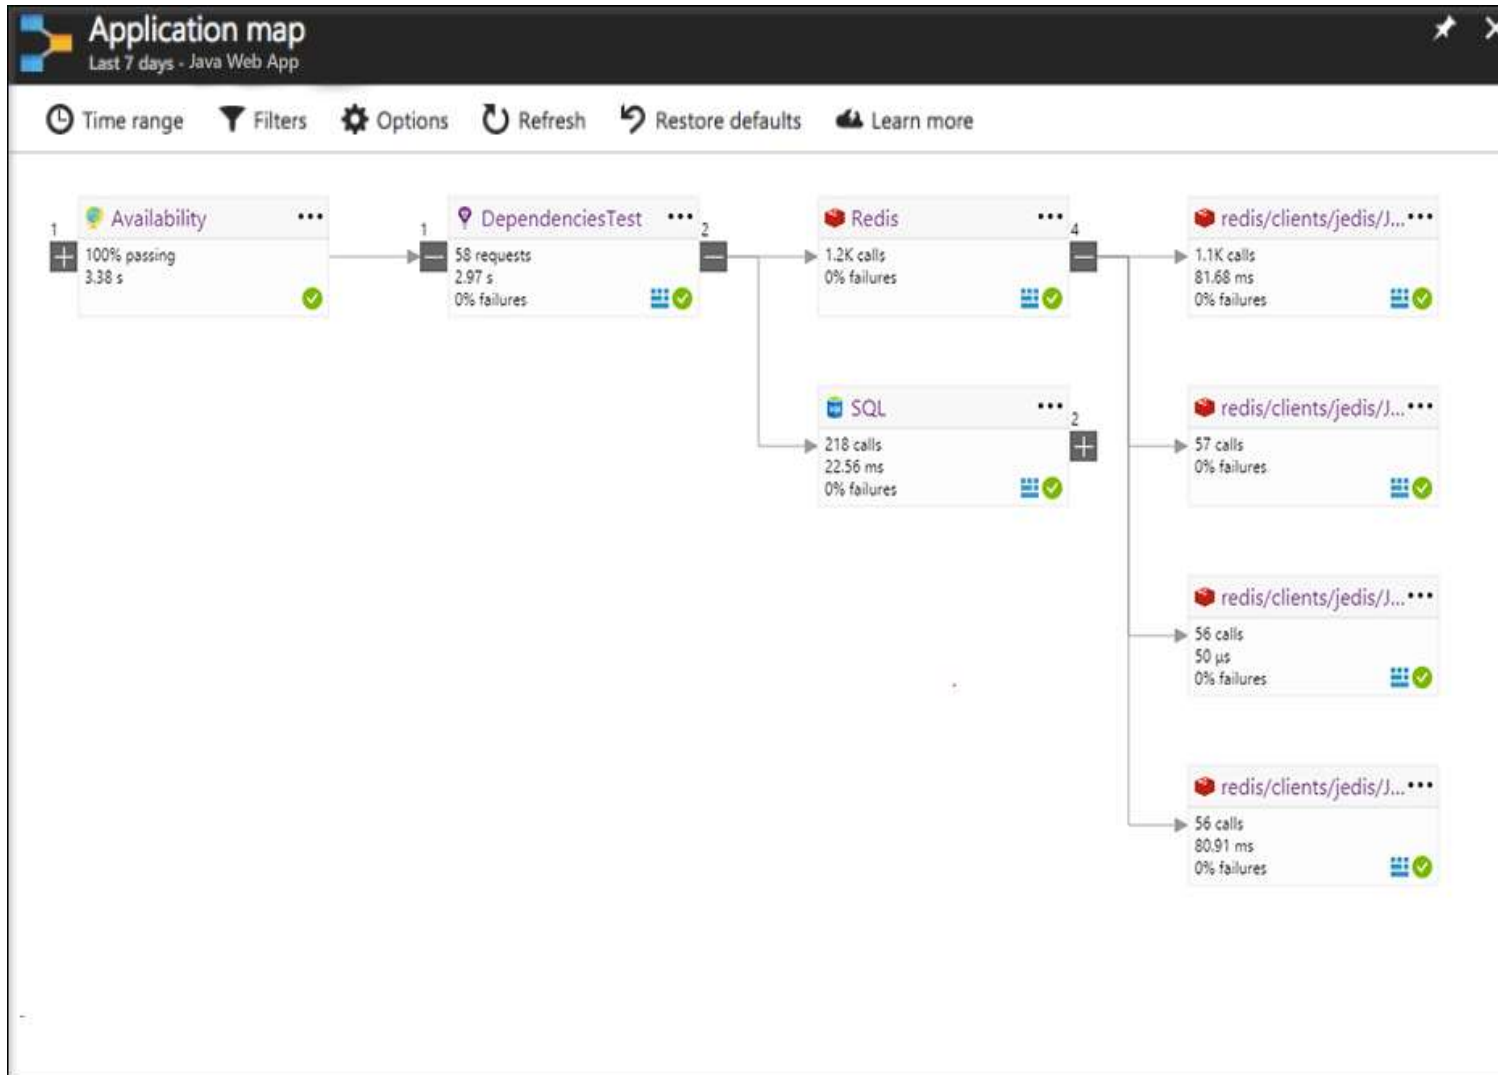 Application map
Last 7 days - Java Web App
Time range
Filters
Options
Refresh
Restore defaults
Learn more
1
Availability
100% passing
3.38 s
1
DependenciesTest
58 requests
2.97 s
0% failures
2
Redis
1.2K calls
0% failures
4
SQL
218 calls
22.56 ms
0% failures
2
redis/clients/jedis/J...
1.1K calls
81.68 ms
0% failures
redis/clients/jedis/J...
57 calls
0% failures
redis/clients/jedis/J...
56 calls
50 µs
0% failures
redis/clients/jedis/J...
56 calls
80.91 ms
0% failures